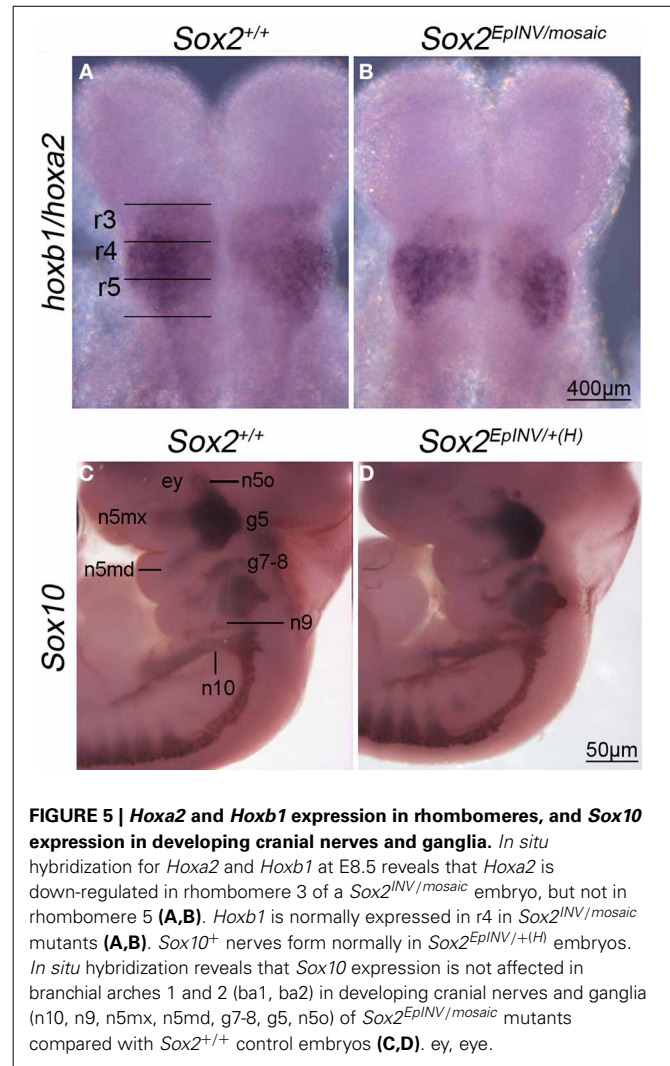 Sox2+/+ Sox2EpINV/mosaic
A B
hoxb1/hoxa2
r3
r4
r5
400µm
Sox2+/+ Sox2EpINV/+(H)
C D
Sox10
ey n5o
n5mx g5
n5md g7-8
n9
n10
50µm
FIGURE 5 | Hoxa2 and Hoxb1 expression in rhombomeres, and Sox10
expression in developing cranial nerves and ganglia. In situ
hybridization for Hoxa2 and Hoxb1 at E8.5 reveals that Hoxa2 is
down-regulated in rhombomere 3 of a Sox2INV/mosaic embryo, but not in
rhombomere 5 (A,B). Hoxb1 is normally expressed in r4 in Sox2INV/mosaic
mutants (A,B). Sox10+ nerves form normally in Sox2EpINV/+(H) embryos.
In situ hybridization reveals that Sox10 expression is not affected in
branchial arches 1 and 2 (ba1, ba2) in developing cranial nerves and ganglia
(n10, n9, n5mx, n5md, g7-8, g5, n5o) of Sox2EpINV/mosaic mutants
compared with Sox2+/+ control embryos (C,D). ey, eye.